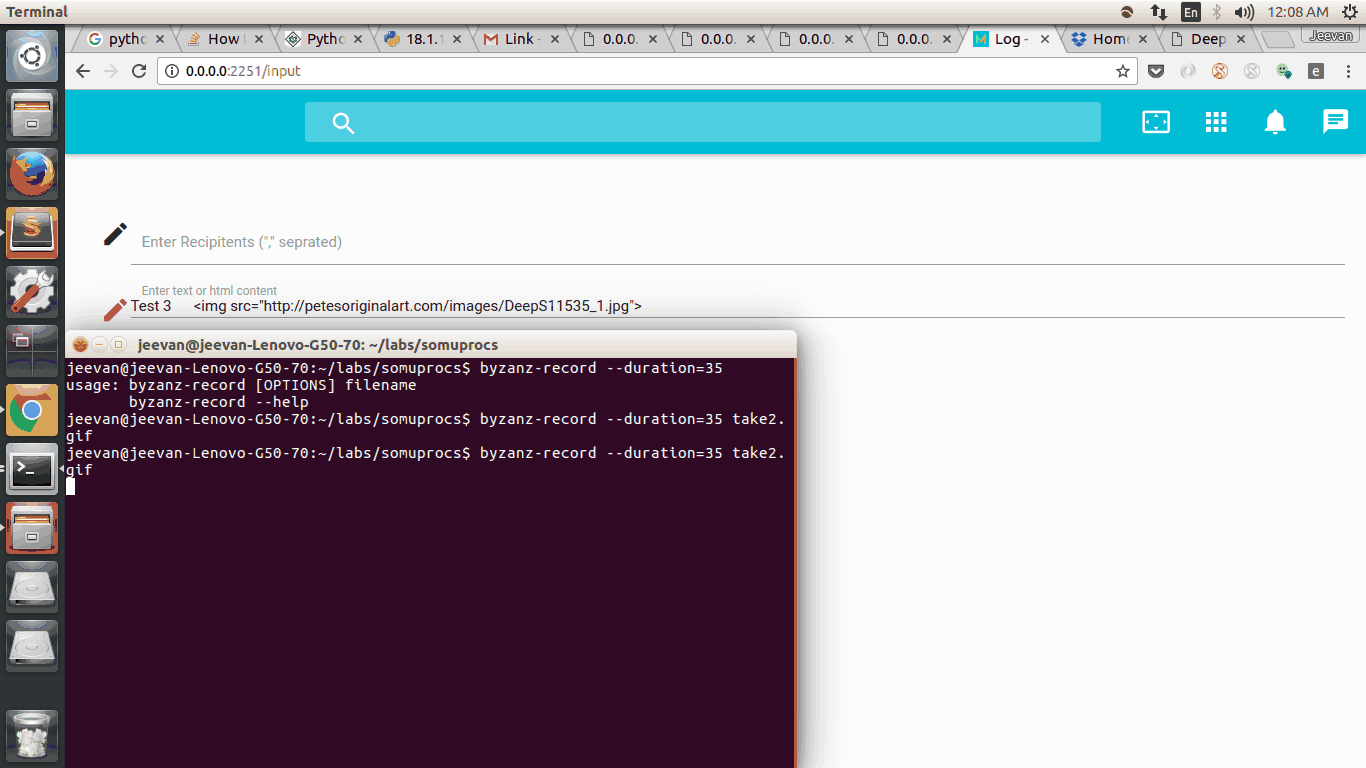 Terminal
En
12:08 AM
pytho
How
Pytho
18.1.1
Link -
0.0.0.
0.0.0.
0.0.0.
0.0.0.
Log -
Home
Deep
Jeevan
0.0.0.0:2251/input
Enter Recipitents ("," seprated)
Enter text or html content
Test 3 <img src="http://petesoriginalart.com/images/DeepS11535_1.jpg">
jeevan@jeevan-Lenovo-G50-70: ~/labs/somuprocs
jeevan@jeevan-Lenovo-G50-70:~/labs/somuprocs$ byzanz-record --duration=35
usage: byzanz-record [OPTIONS] filename
byzanz-record --help
jeevan@jeevan-Lenovo-G50-70:~/labs/somuprocs$ byzanz-record --duration=35 take2.
gif
jeevan@jeevan-Lenovo-G50-70:~/labs/somuprocs$ byzanz-record --duration=35 take2.
gif